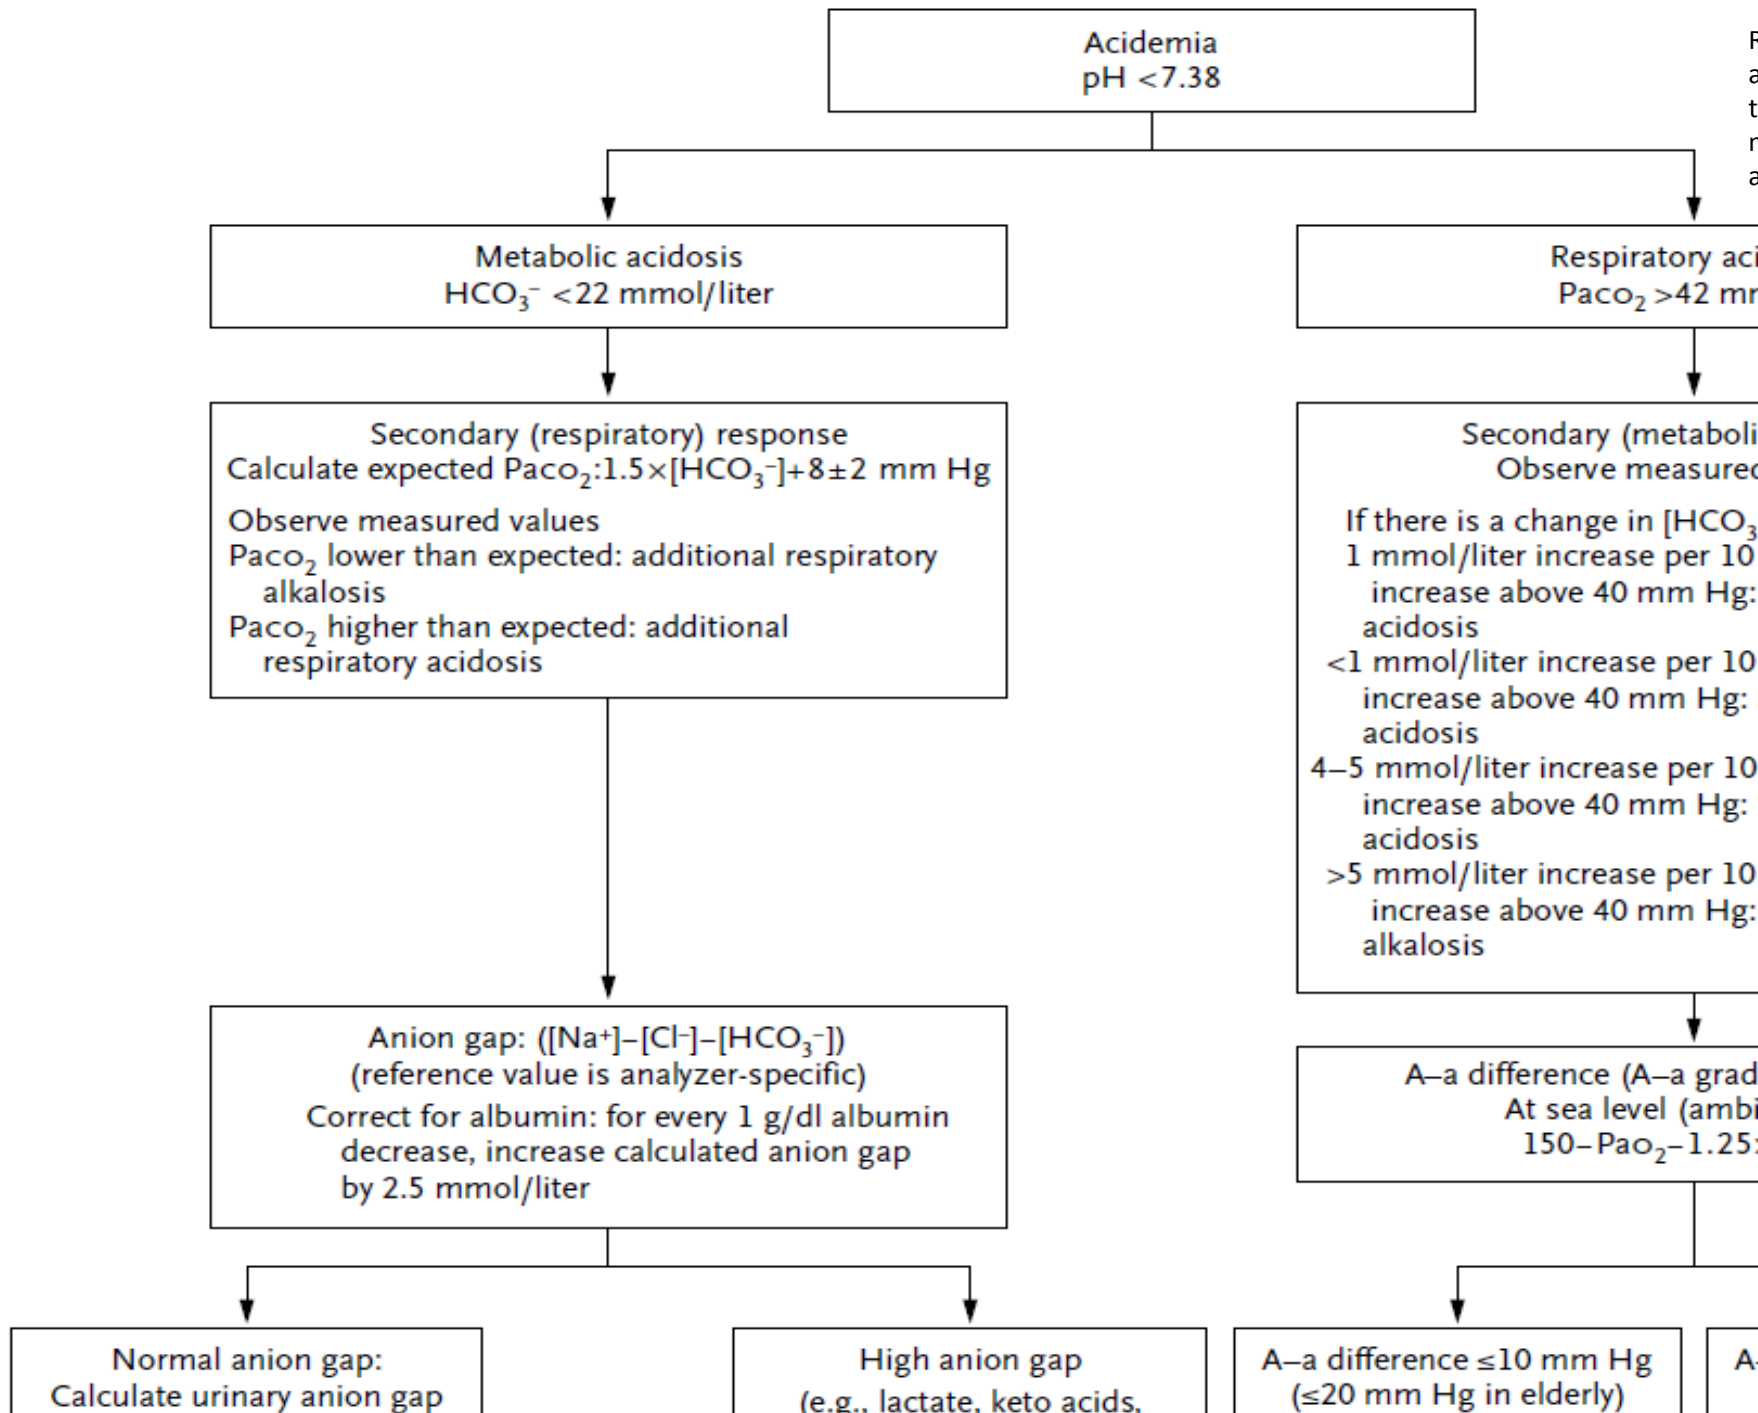 Acidemia
pH <7.38
Metabolic acidosis
HCO₃⁻ <22 mmol/liter
Secondary (respiratory) response
Calculate expected Paco₂:1.5×[HCO₃⁻]+8±2 mm Hg
Observe measured values
Paco₂ lower than expected: additional respiratory
alkalosis
Paco₂ higher than expected: additional
respiratory acidosis
Anion gap: ([Na⁺]–[Cl⁻]–[HCO₃⁻])
(reference value is analyzer-specific)
Correct for albumin: for every 1 g/dl albumin
decrease, increase calculated anion gap
by 2.5 mmol/liter
Normal anion gap:
Calculate urinary anion gap
High anion gap
(e.g., lactate, keto acids,
Respiratory
Paco₂ >42
Secondary
Observe measured
If there is a change in [HCO₃
1 mmol/liter increase per 10
increase above 40 mm Hg:
acidosis
<1 mmol/liter increase per 10
increase above 40 mm Hg:
acidosis
4–5 mmol/liter increase per 10
increase above 40 mm Hg:
acidosis
>5 mmol/liter increase per 10
increase above 40 mm Hg:
alkalosis
A–a difference (A–a
At sea level
150–Pao₂–1.25
A–a difference ≤10 mm Hg
(≤20 mm Hg in elderly)